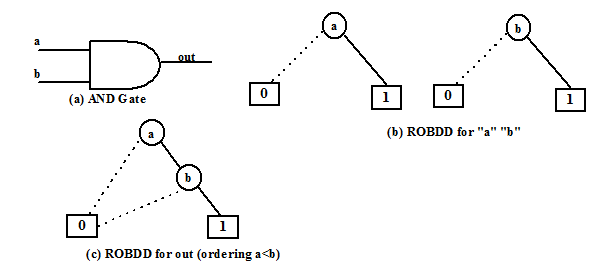 a
b
out
(a) AND Gate
a
0
1
b
0
1
(b) ROBDD for "a" "b"
a
b
0
1
(c) ROBDD for out (ordering a<b)